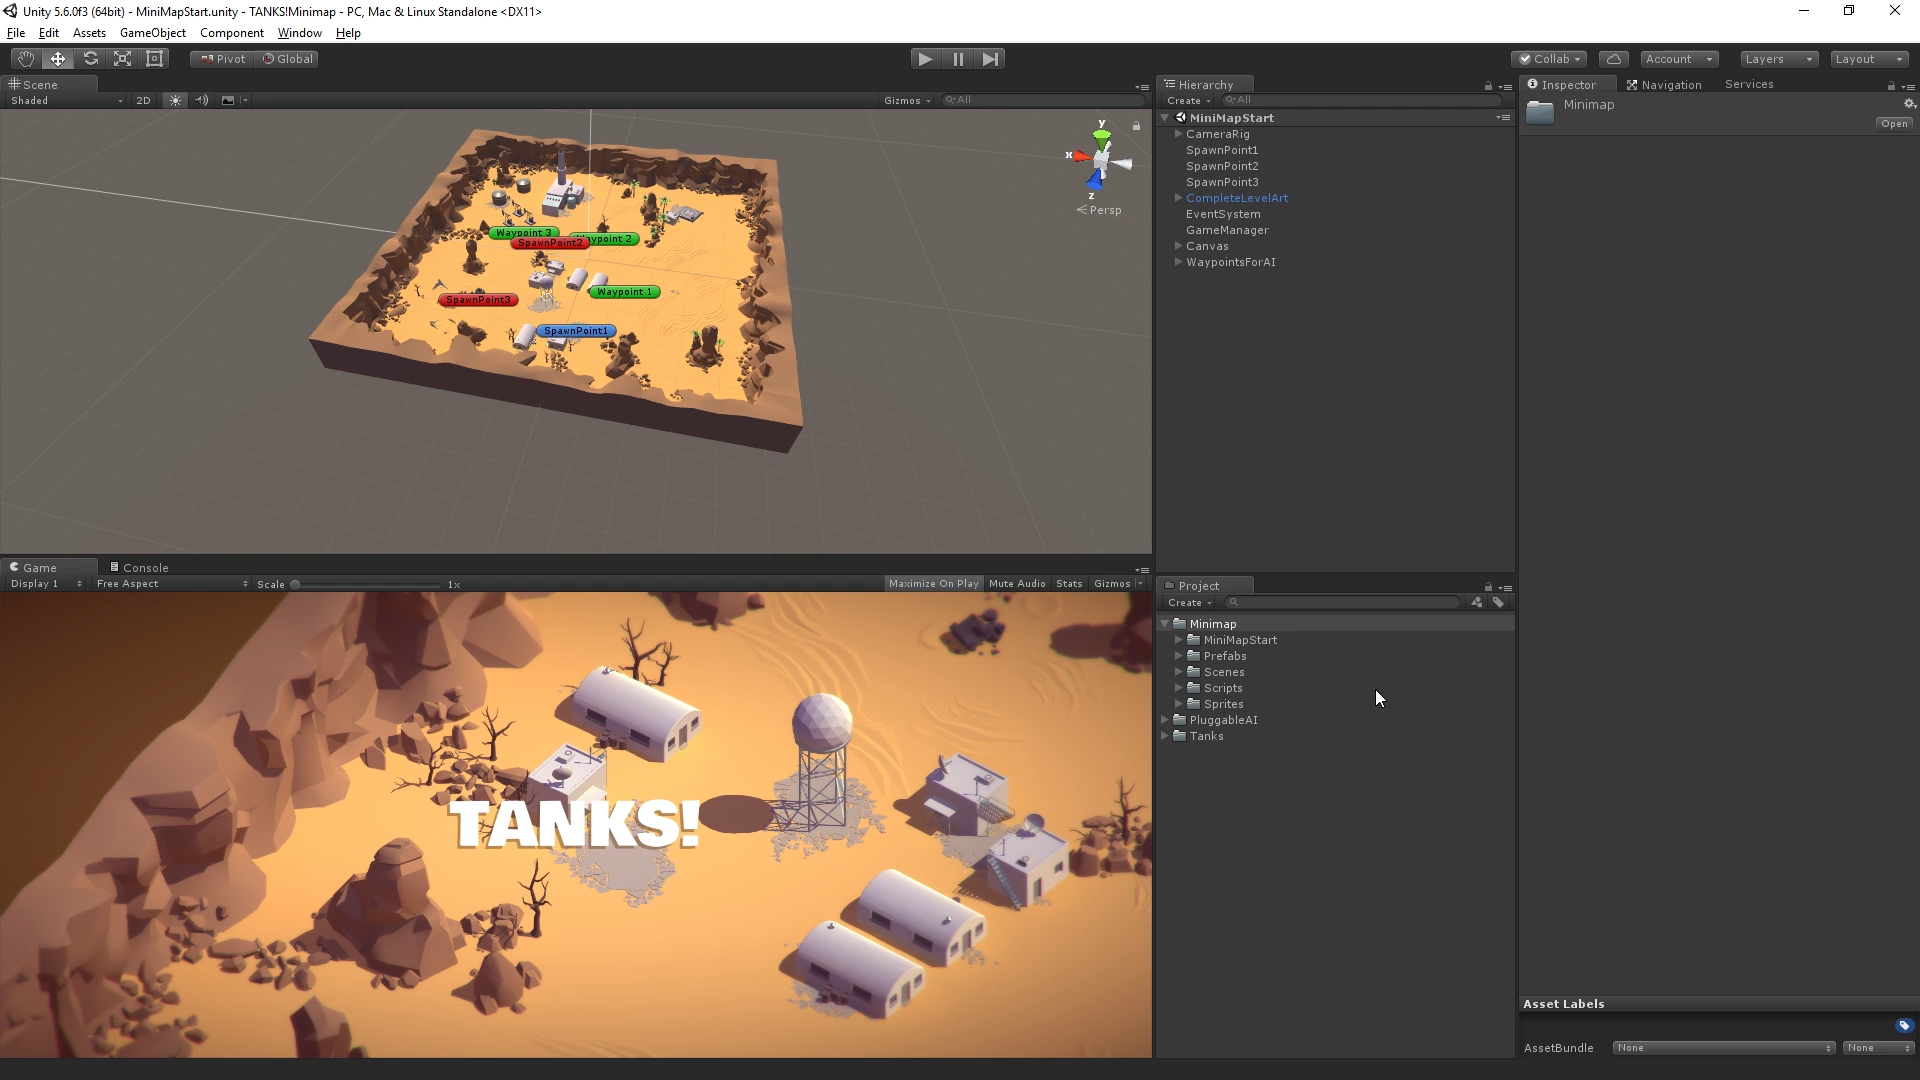 Unity 5.6.0f3 (64bit) - MiniMapStart.unity - TANKS!Minimap - PC, Mac & Linux Standalone <DX11>
File Edit Assets GameObject Component Window Help
Pivot Global
Collab Account Layers Layout
Scene
Shaded 2D Gizmos All
y
x
z
Persp
Waypoint 3
SpawnPoint2
Waypoint 2
Waypoint 1
SpawnPoint3
SpawnPoint1
Game Console
Display 1 Free Aspect Scale 1x Maximize On Play Mute Audio Stats Gizmos
TANKS!
Hierarchy
Create All
MiniMapStart
CameraRig
SpawnPoint1
SpawnPoint2
SpawnPoint3
CompleteLevelArt
EventSystem
GameManager
Canvas
WaypointsForAI
Project
Create
Minimap
MiniMapStart
Prefabs
Scenes
Scripts
Sprites
PluggableAI
Tanks
Inspector Navigation Services
Minimap
Open
Asset Labels
AssetBundle None None